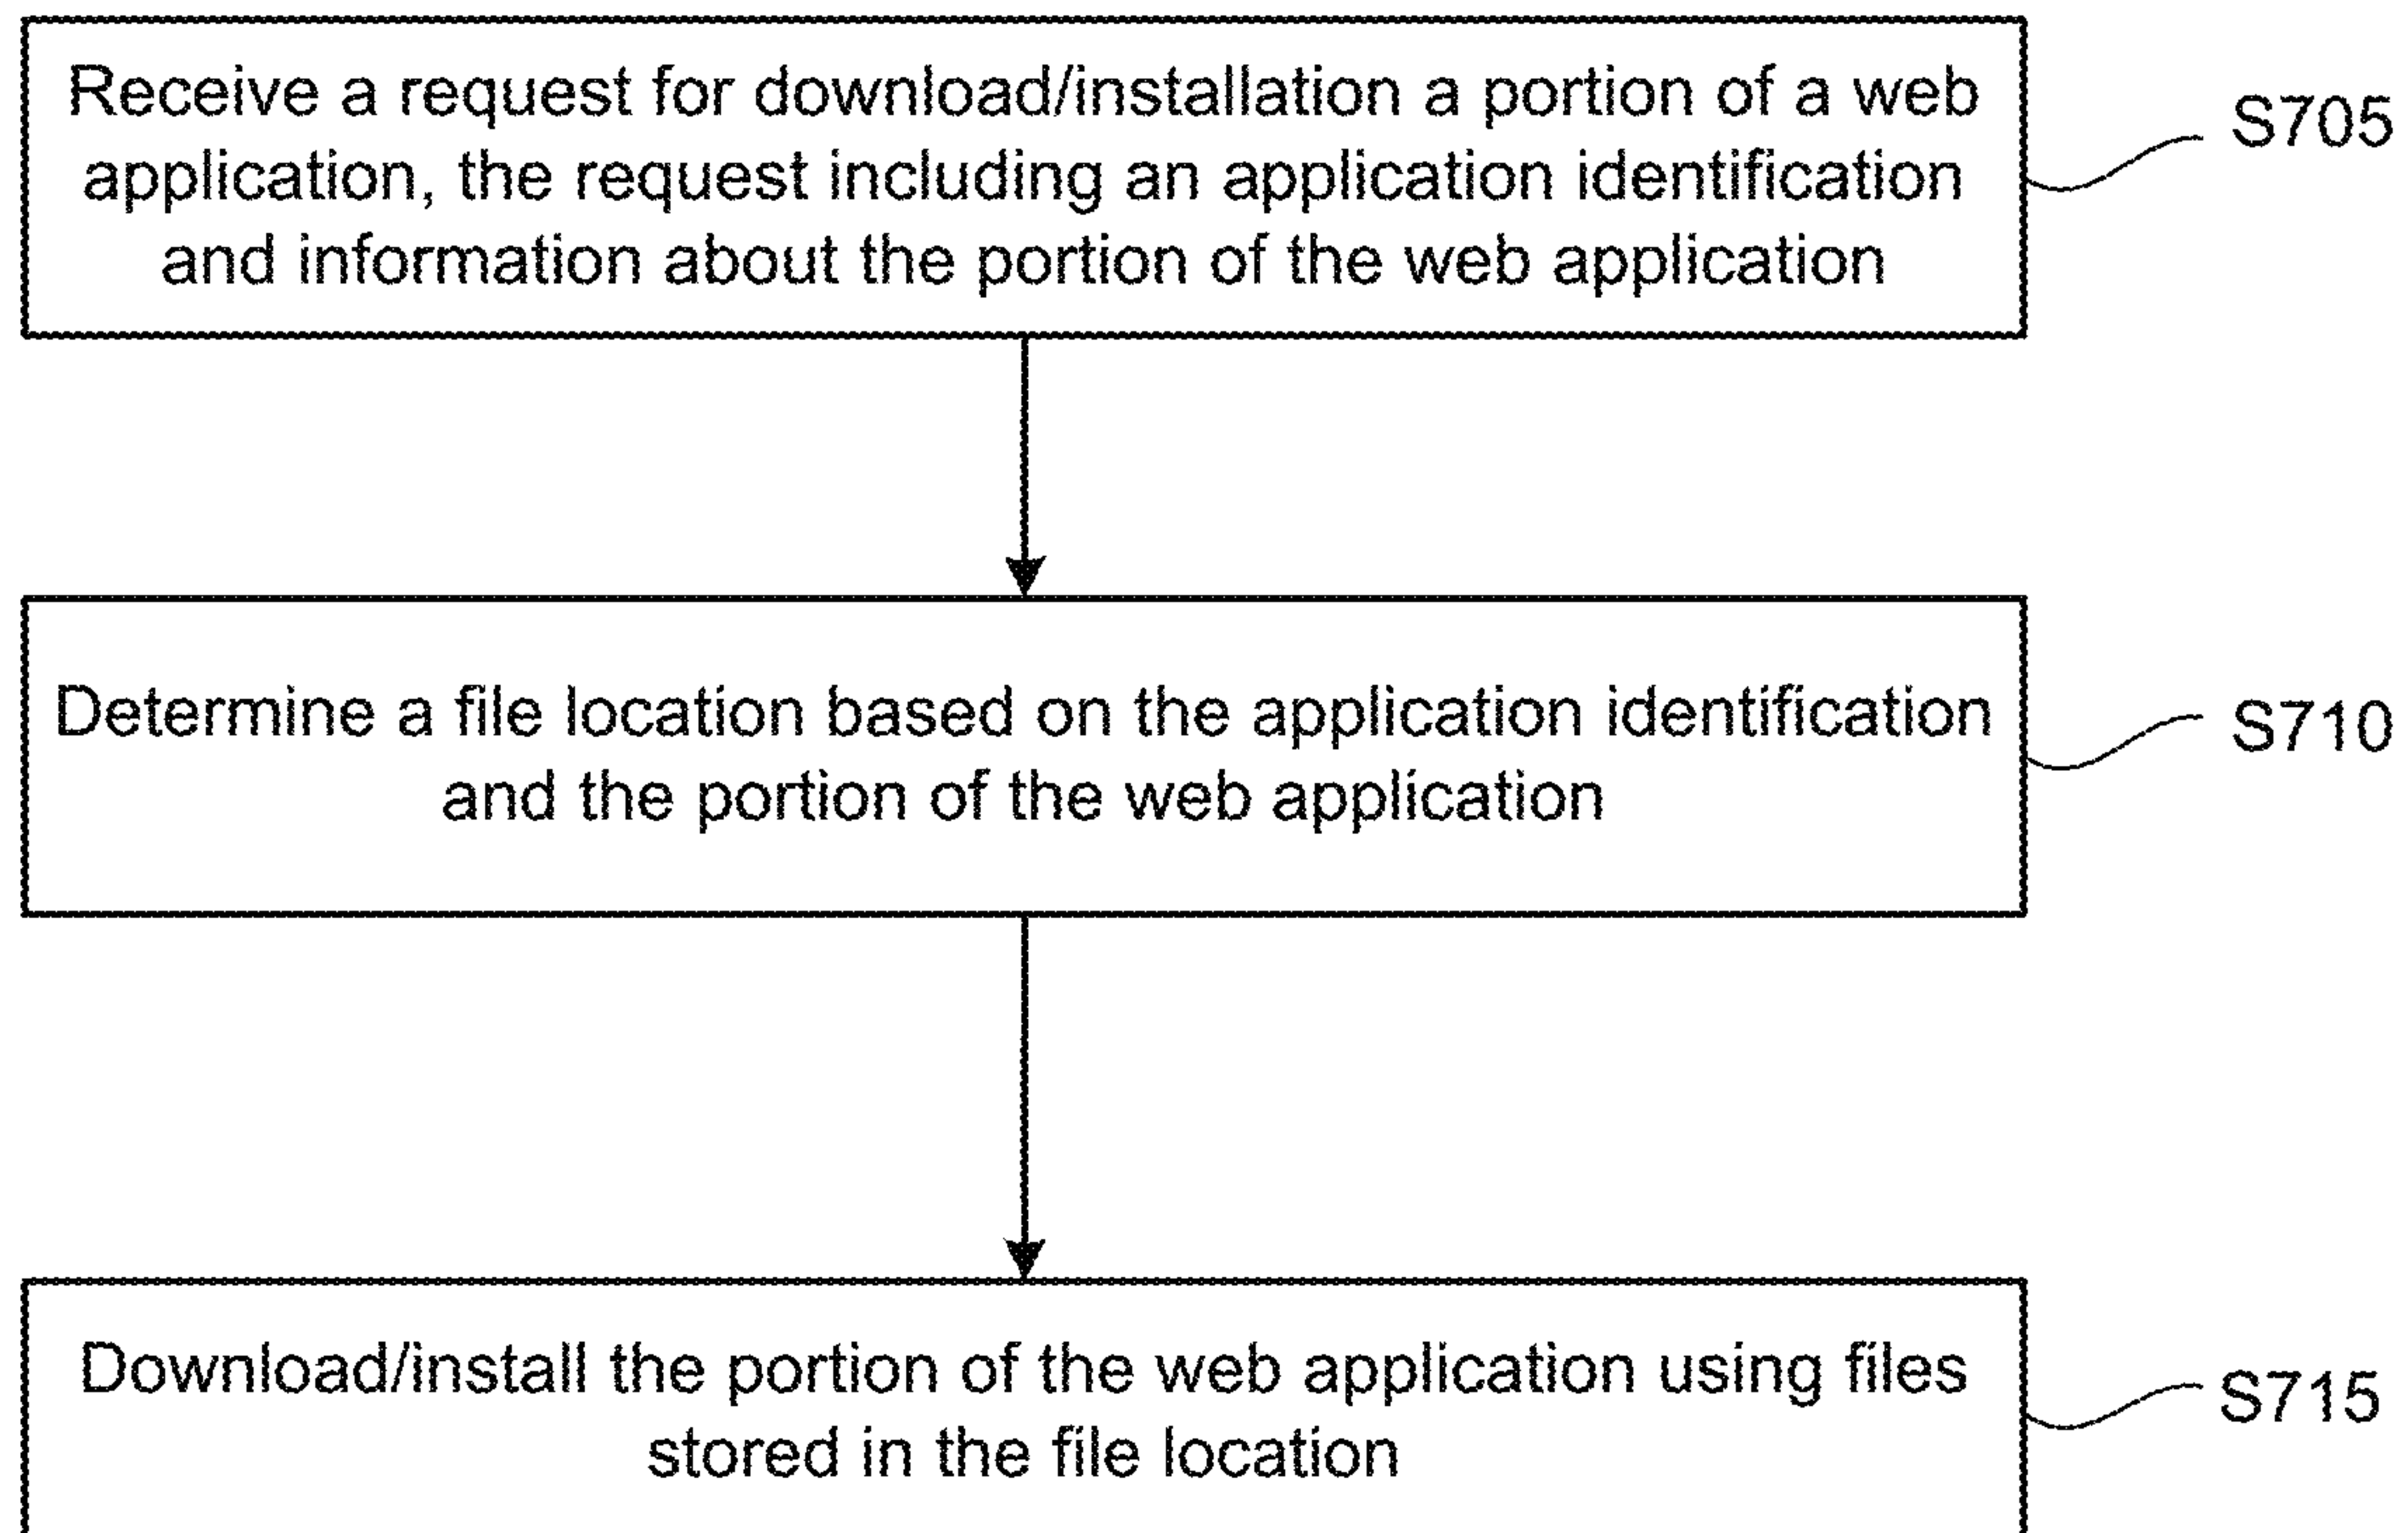 Receive a request for download/installation a portion of a web
application, the request including an application identification
and information about the portion of the web application
S705
Determine a file location based on the application identification
and the portion of the web application
S710
Download/install the portion of the web application using files
stored in the file location
S715